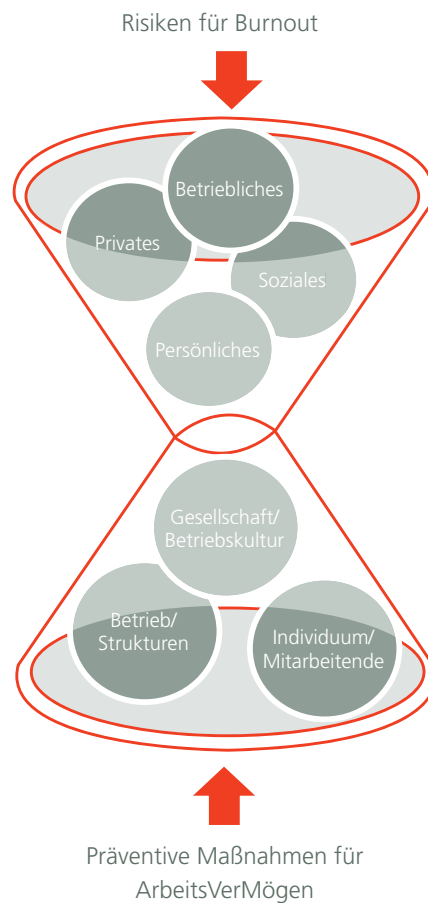 Risiken für Burnout
Betriebliches
Privates
Soziales
Persönliches
Gesellschaft/
Betriebskultur
Betrieb/
Strukturen
Individuum/
Mitarbeitende
Präventive Maßnahmen für
ArbeitsVerMögen